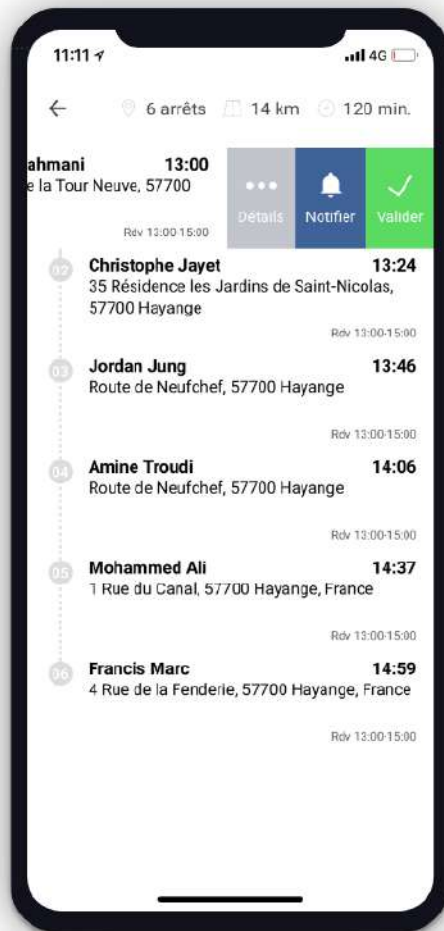 11:11 4G
6 arrêts 14 km 120 min.
ahmani 13:00
e la Tour Neuve, 57700
Rdv 13:00-15:00
Détails Notifier Valider
02 Christophe Jayet 13:24
35 Résidence les Jardins de Saint-Nicolas,
57700 Hayange
Rdv 13:00-15:00
03 Jordan Jung 13:46
Route de Neufchef, 57700 Hayange
Rdv 13:00-15:00
04 Amine Troudi 14:06
Route de Neufchef, 57700 Hayange
Rdv 13:00-15:00
05 Mohammed Ali 14:37
1 Rue du Canal, 57700 Hayange, France
Rdv 13:00-15:00
06 Francis Marc 14:59
4 Rue de la Fenderie, 57700 Hayange, France
Rdv 13:00-15:00